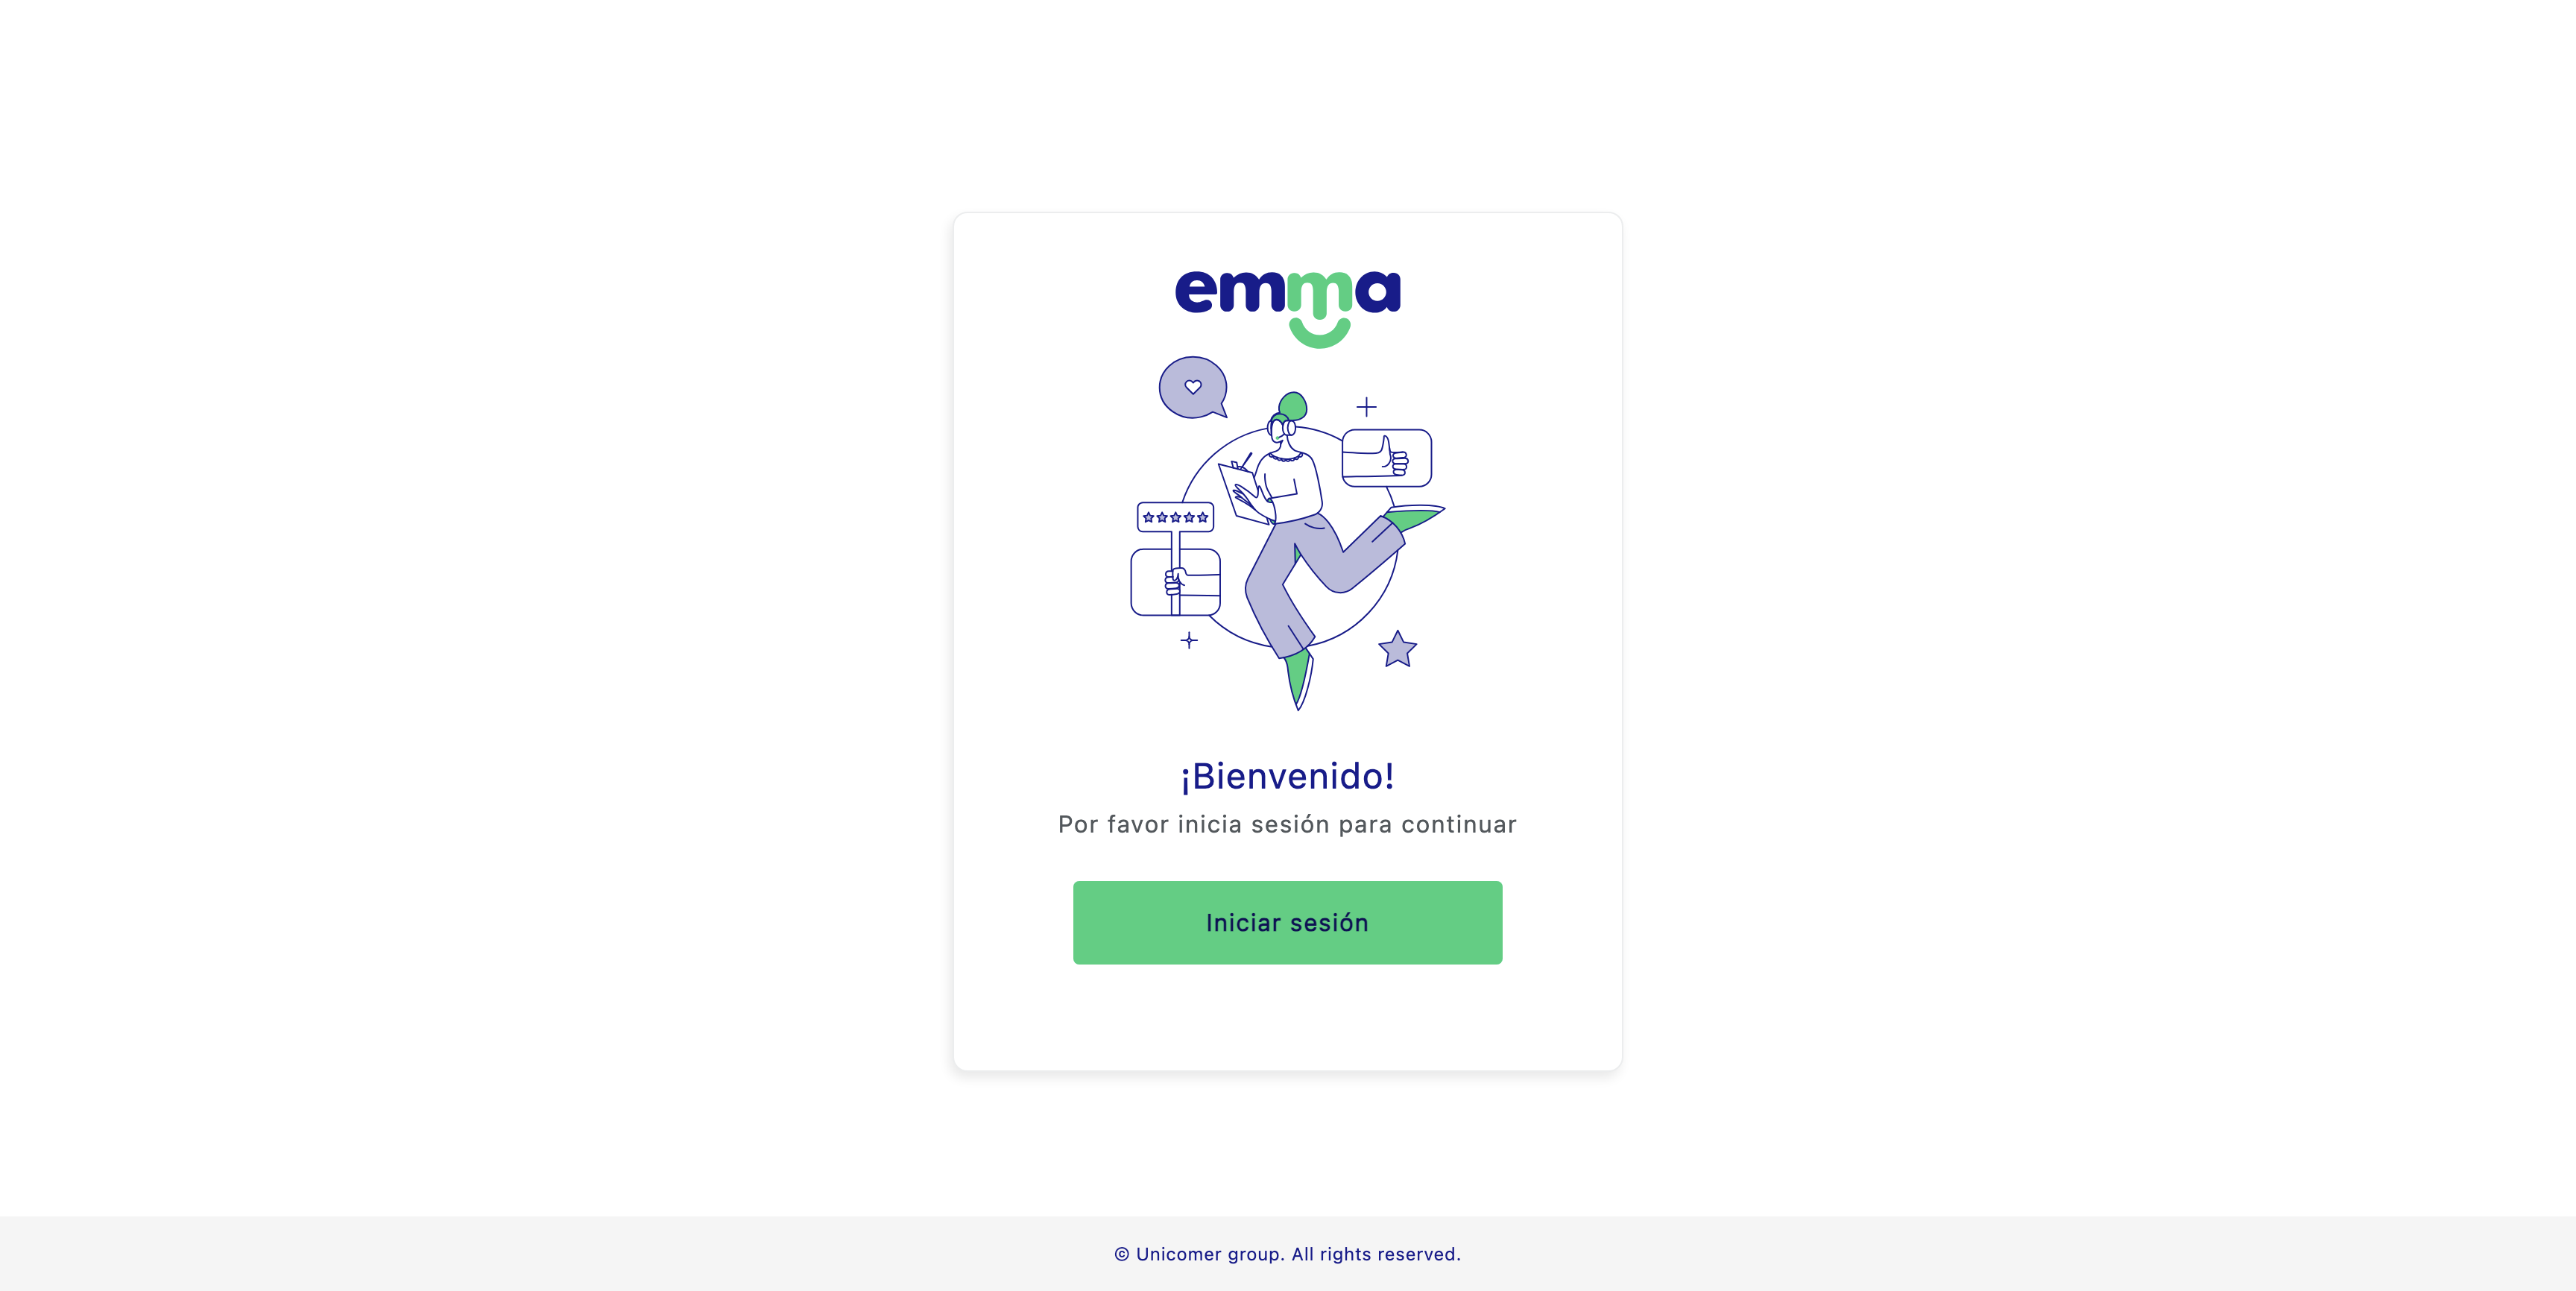 emma
¡Bienvenido!
Por favor inicia sesión para continuar
Iniciar sesión
© Unicomer group. All rights reserved.